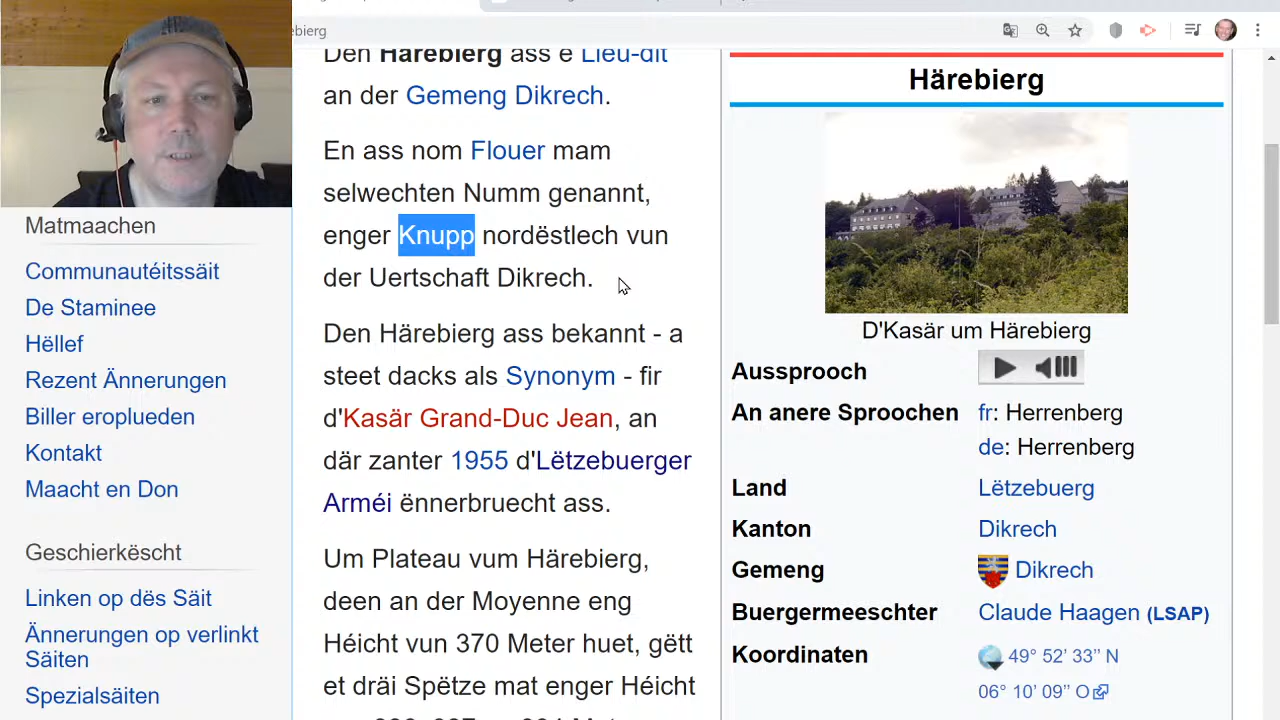 ebierg
Den Härebierg ass e Lieu-dit
an der Gemeng Dikrech.
En ass nom Flouer mam
selwechten Numm genannt,
enger Knupp nordëstlech vun
der Uertschaft Dikrech.
Den Härebierg ass bekannt - a
steet dacks als Synonym - fir
d'Kasär Grand-Duc Jean, an
där zanter 1955 d'Lëtzebuerger
Arméi ënnerbruecht ass.
Um Plateau vum Härebierg,
deen an der Moyenne eng
Héicht vun 370 Meter huet, gëtt
et dräi Spëtze mat enger Héicht
Matmaachen
Communautéitssäit
De Staminee
Hëllef
Rezent Ännerungen
Biller eroplueden
Kontakt
Maacht en Don
Geschierkëscht
Linken op dës Säit
Ännerungen op verlinkt
Säiten
Spezialsäiten
Härebierg
D'Kasär um Härebierg
Aussprooch
An anere Sproochen fr: Herrenberg
de: Herrenberg
Land Lëtzebuerg
Kanton Dikrech
Gemeng Dikrech
Buergermeeschter Claude Haagen (LSAP)
Koordinaten 49° 52' 33'' N
06° 10' 09'' O